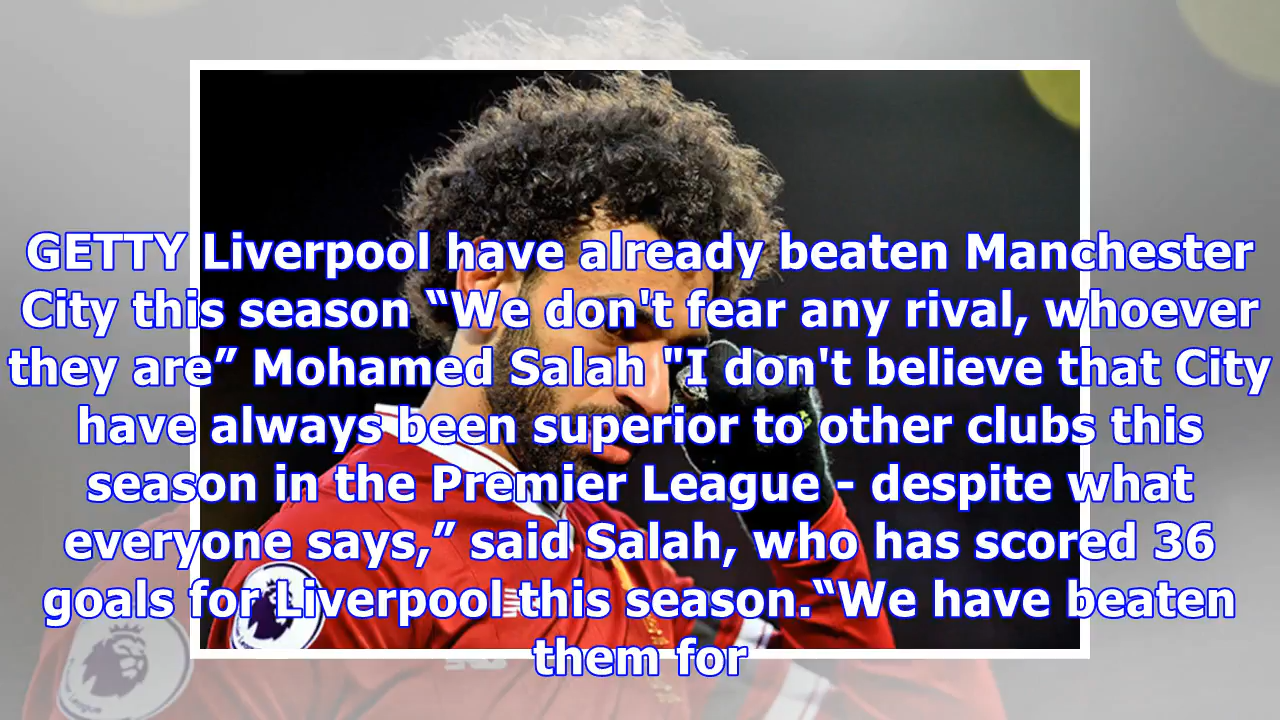 GETTY Liverpool have already beaten Manchester
City this season “We don't fear any rival, whoever
they are” Mohamed Salah "I don't believe that City
have always been superior to other clubs this
season in the Premier League - despite what
everyone says,” said Salah, who has scored 36
goals for Liverpool this season.“We have beaten
them for